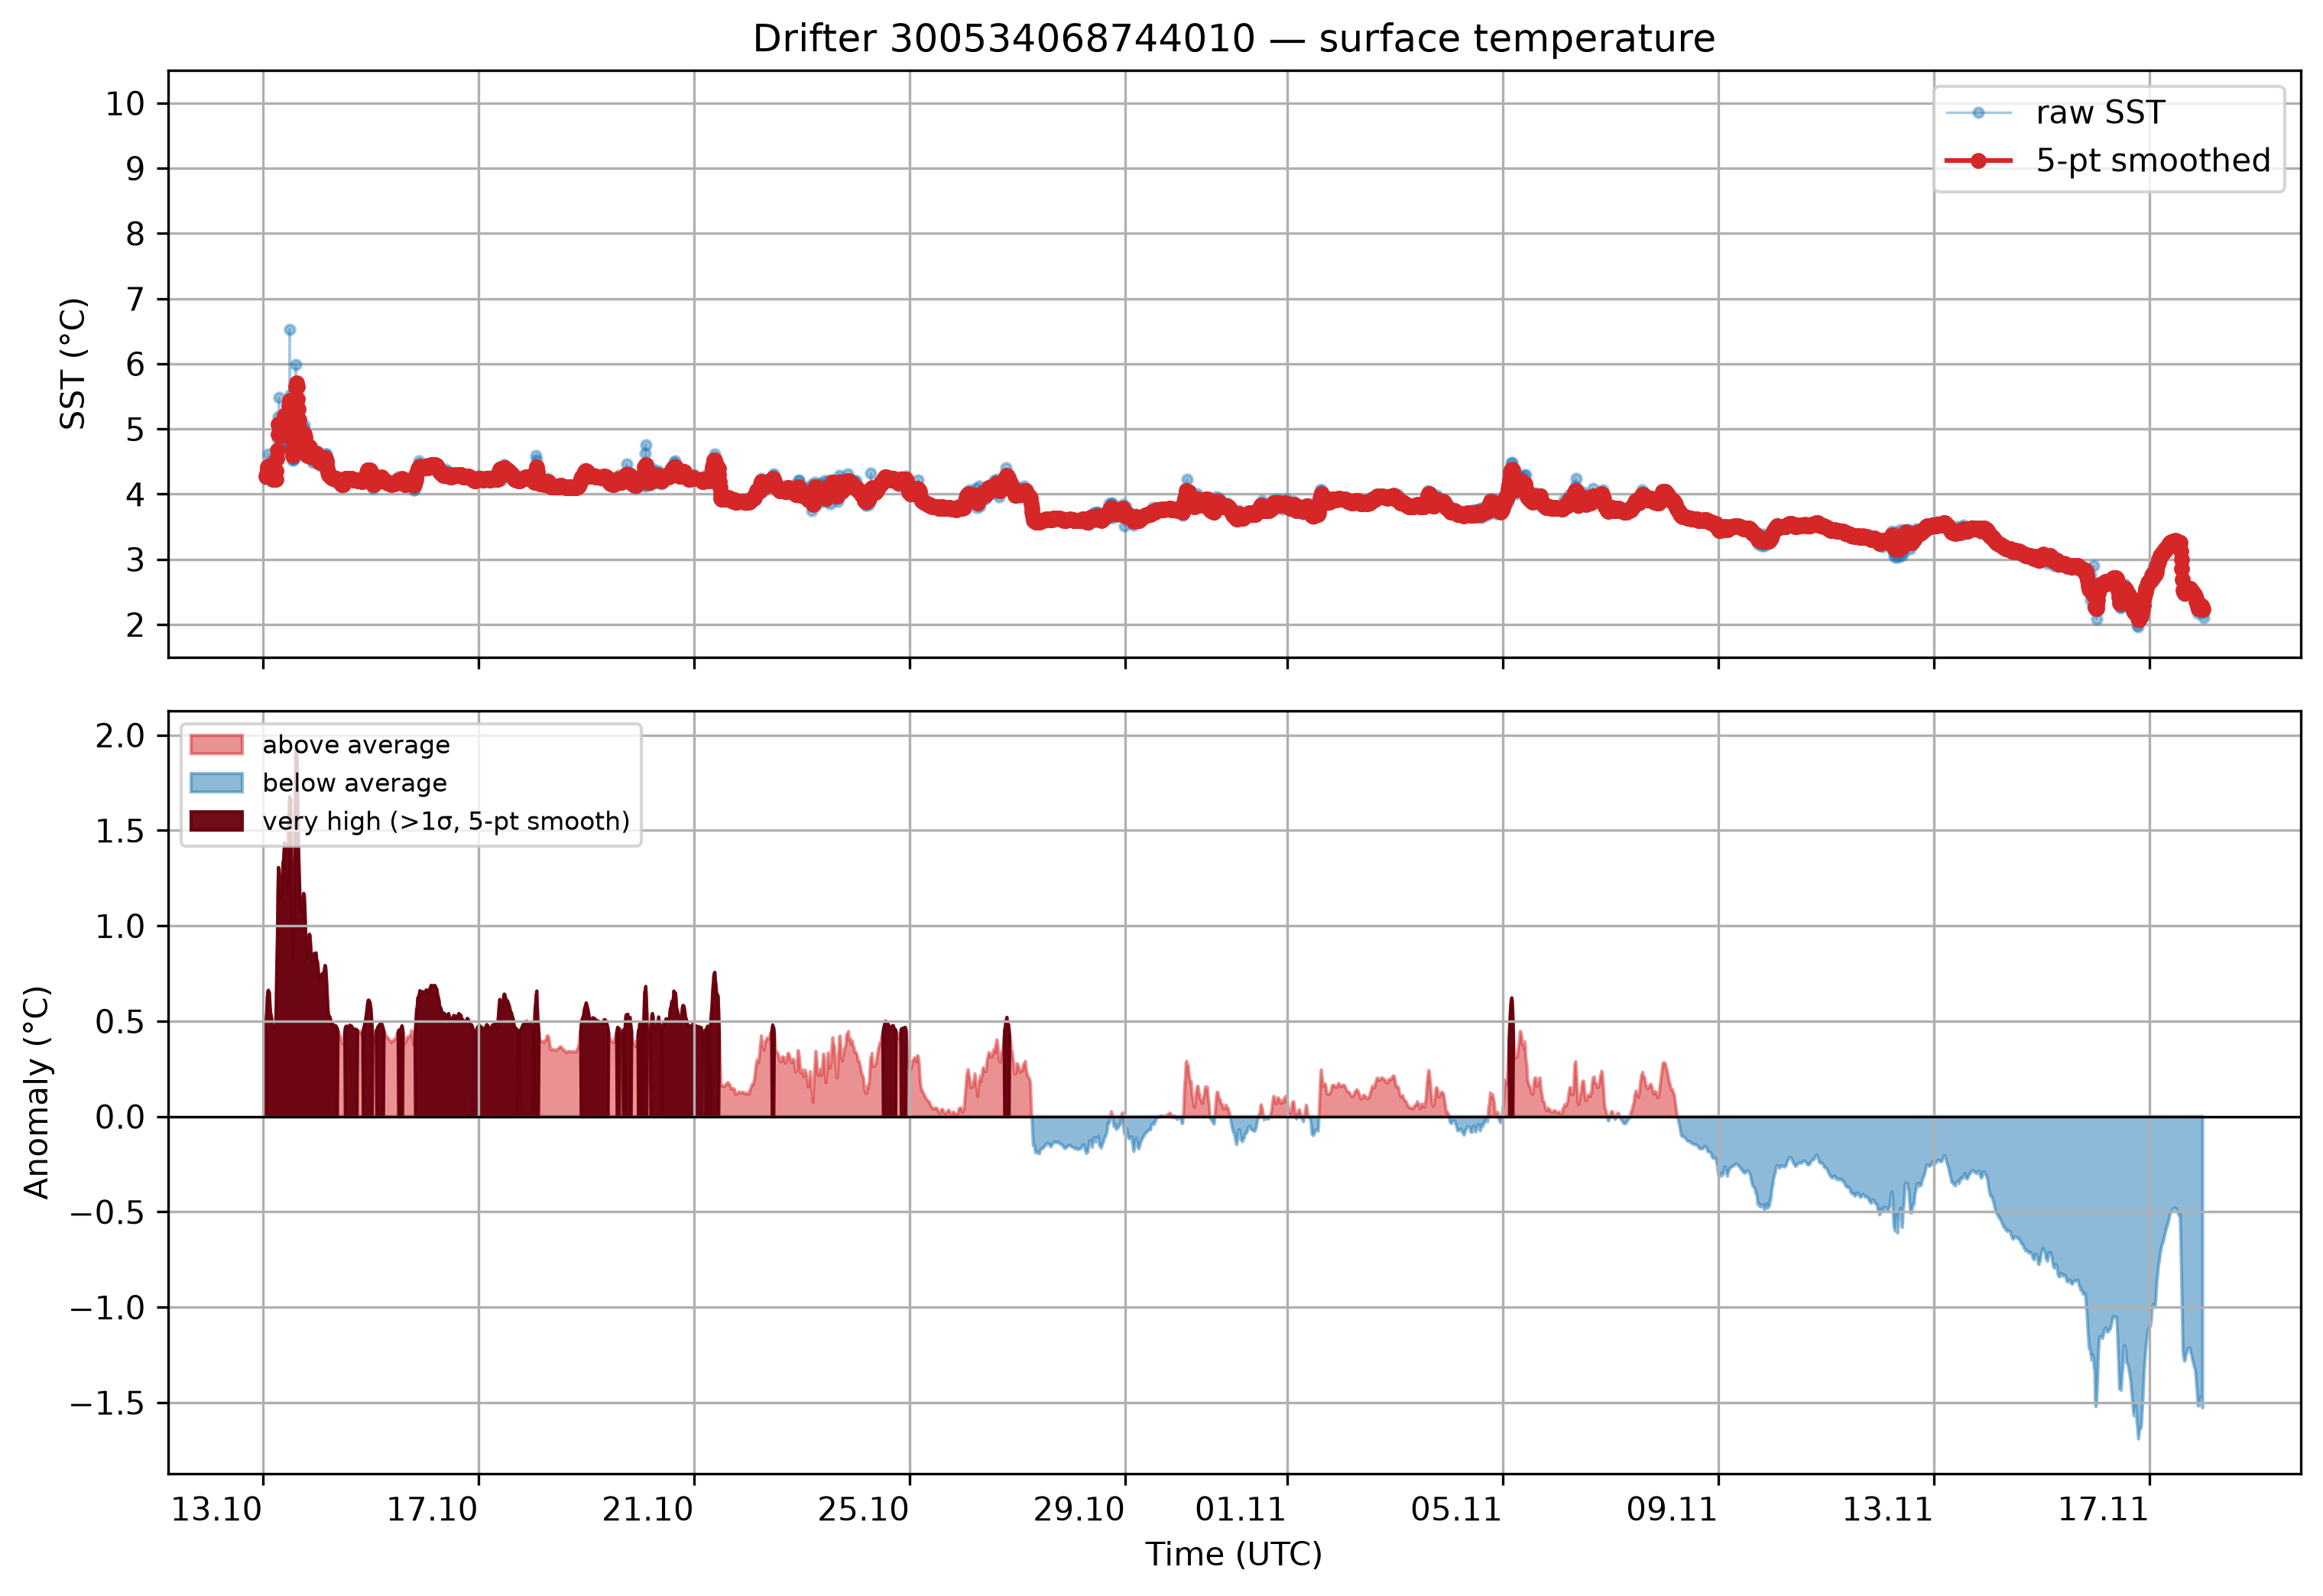 Drifter 300534068744010 — surface temperature
10
9
8
7
6
5
4
3
2
SST (°C)
raw SST
5-pt smoothed
2.0
1.5
1.0
0.5
0.0
−0.5
−1.0
−1.5
Anomaly (°C)
above average
below average
very high (>1σ, 5-pt smooth)
13.10 17.10 21.10 25.10 29.10 01.11 05.11 09.11 13.11 17.11
Time (UTC)